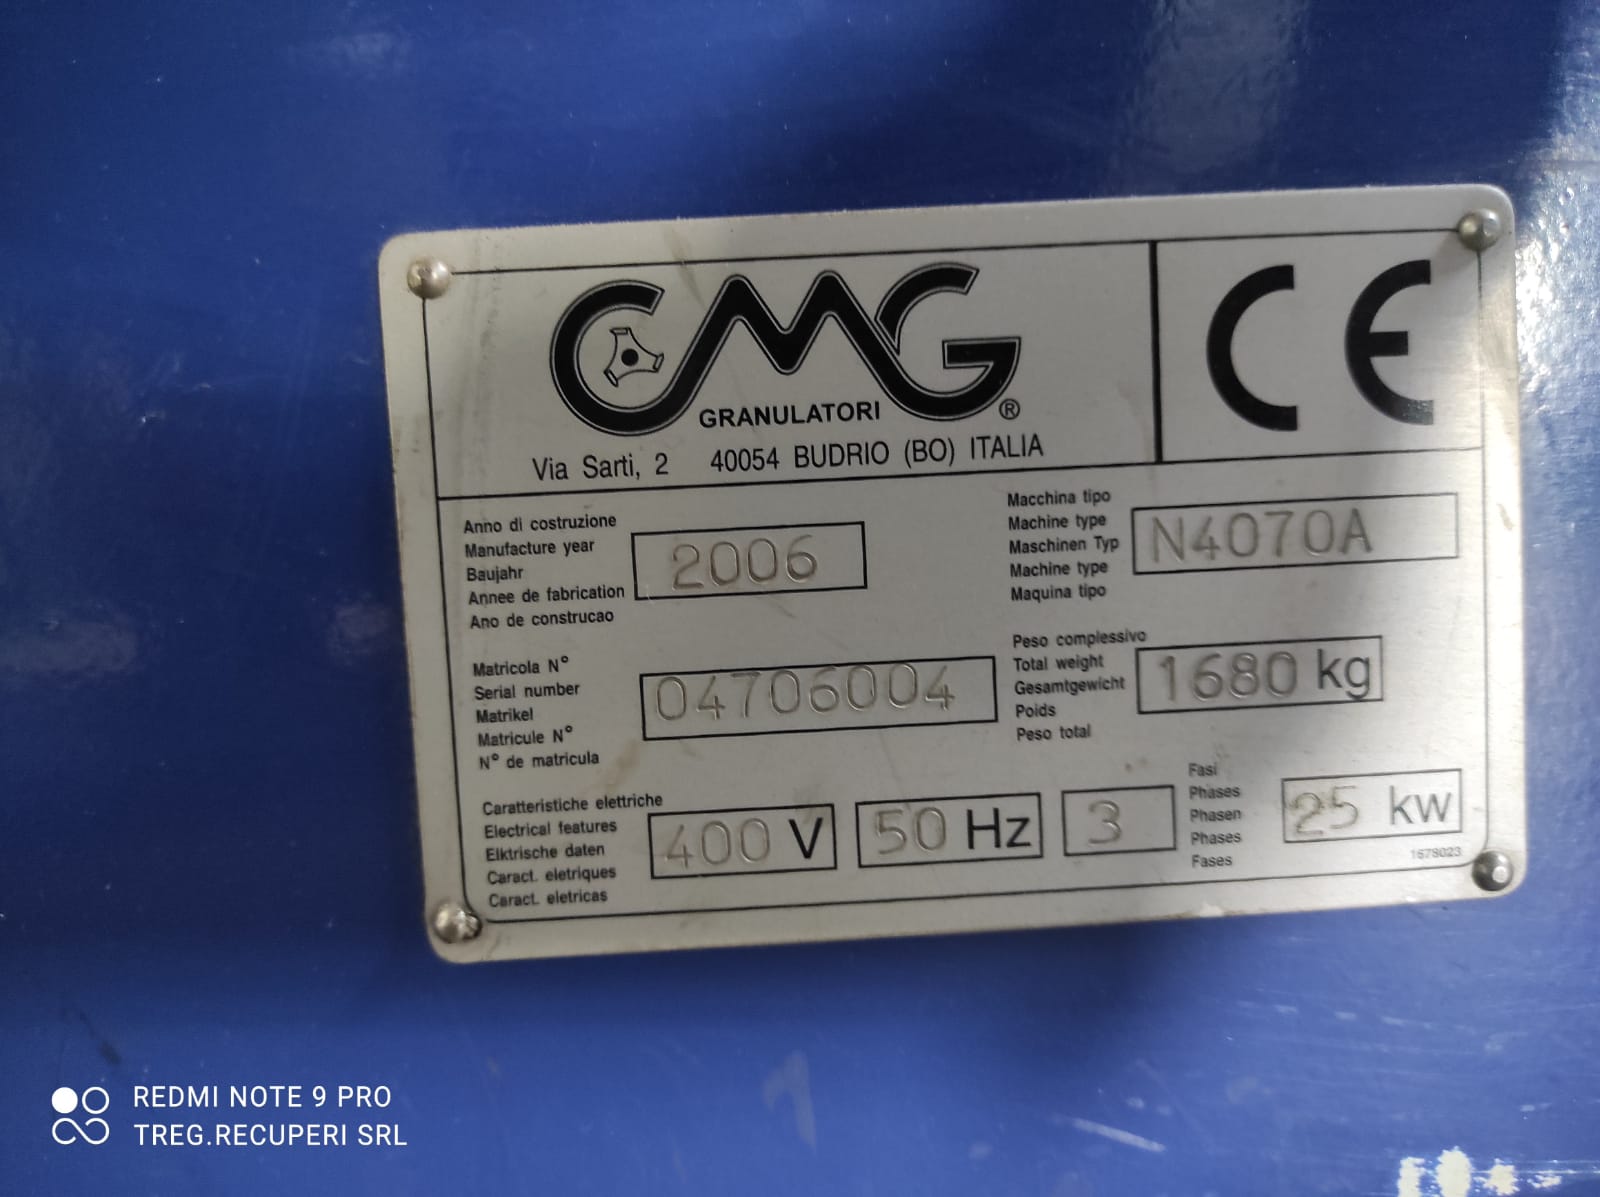 CMG
GRANULATORI ®
Via Sarti, 2 40054 BUDRIO (BO) ITALIA
CE
Anno di costruzione
Manufacture year
Baujahr
Annee de fabrication
Ano de construcao
2006
Macchina tipo
Machine type
Maschinen Typ
Machine type
Maquina tipo
N4070A
Matricola N°
Serial number
Matrikel
Matricule N°
N° de matricula
04706004
Peso complessivo
Total weight
Gesamtgewicht
Poids
Peso total
1680 kg
Caratteristiche elettriche
Electrical features
Elktrische daten
Caract. eletriques
Caract. eletricas
400 V
50 Hz
3
Fasi
Phases
Phasen
Phases
Fases
25 kw
1678023
REDMI NOTE 9 PRO
TREG.RECUPERI SRL